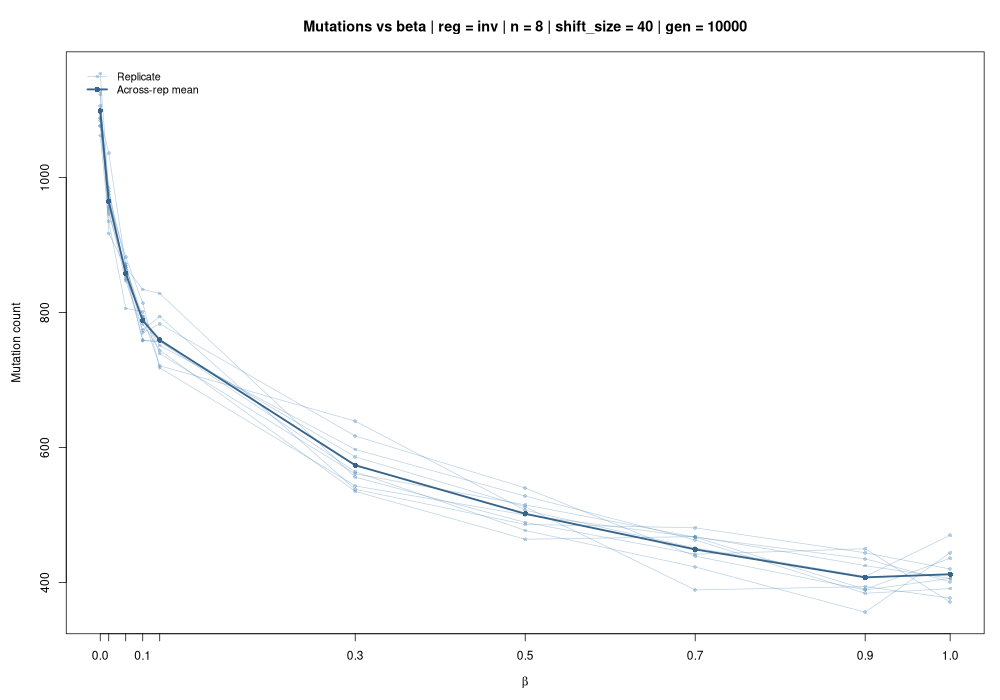 Mutations vs beta | reg = inv | n = 8 | shift_size = 40 | gen = 10000
Replicate
Across-rep mean
1000
800
600
400
Mutation count
0.0 0.1 0.3 0.5 0.7 0.9 1.0
β